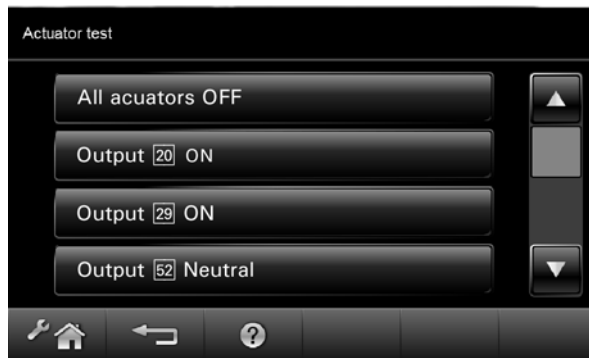 Actuator test
All acuators OFF
Output 20 ON
Output 29 ON
Output 52 Neutral
?